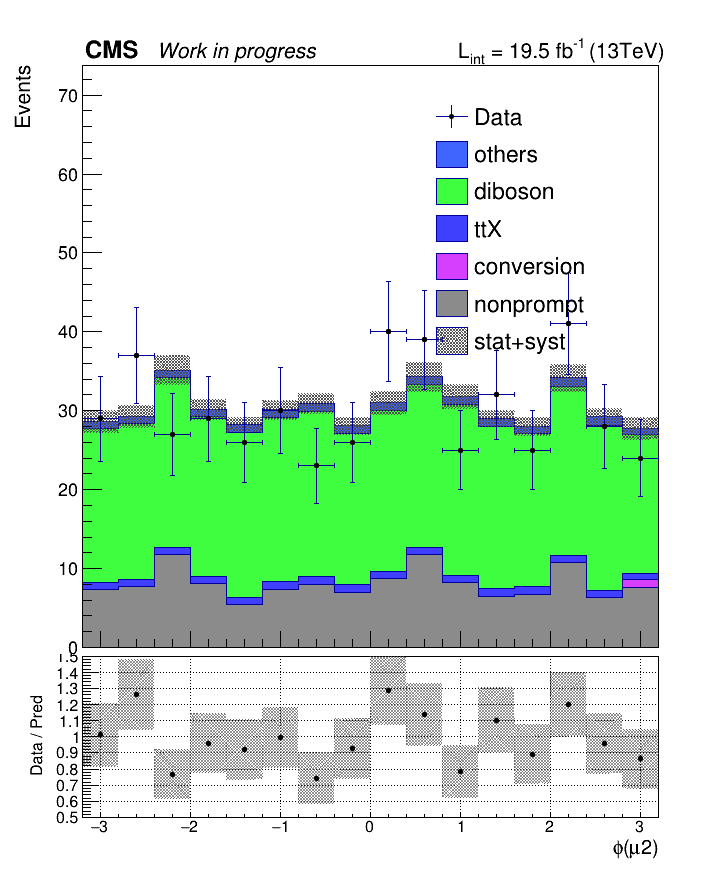 CMS Work in progress L_int = 19.5 fb^-1 (13TeV)
Events
70
60
50
40
30
20
10
0
Data
others
diboson
ttX
conversion
nonprompt
stat+syst
Data / Pred
1.5
1.4
1.3
1.2
1.1
1
0.9
0.8
0.7
0.6
0.5
−3 −2 −1 0 1 2 3
ϕ(μ2)